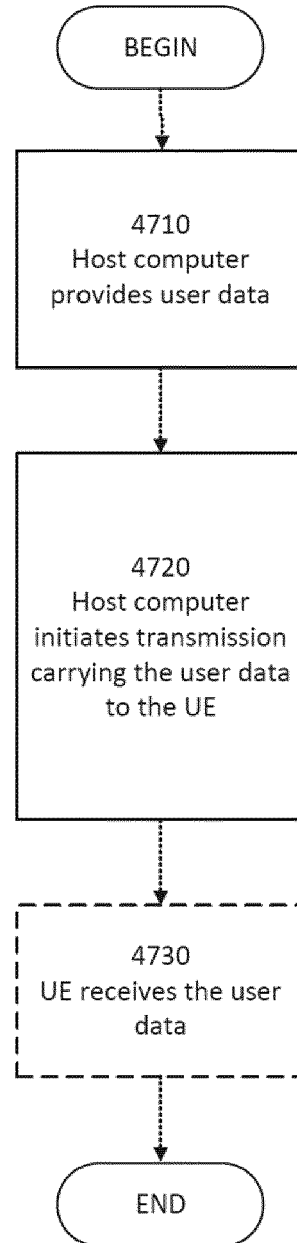 BEGIN
4710
Host computer
provides user data
4720
Host computer
initiates transmission
carrying the user data
to the UE
4730
UE receives the user
data
END